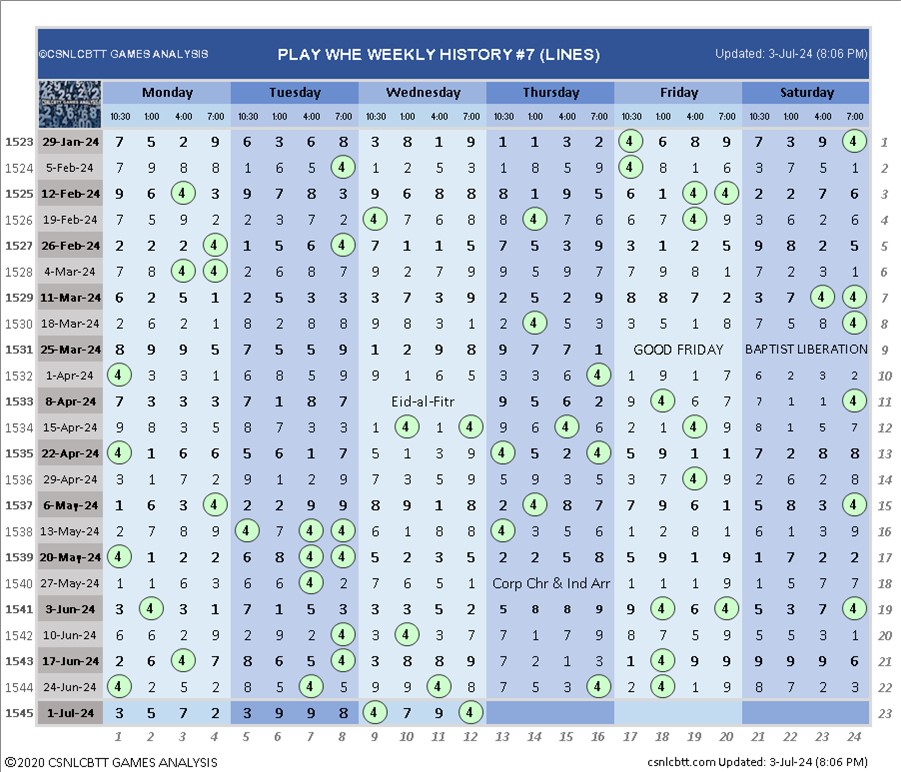 ©CSNLCBTT GAMES ANALYSIS PLAY WHE WEEKLY HISTORY #7 (LINES) Updated: 3-Jul-24 (8:06 PM)
Monday Tuesday Wednesday Thursday Friday Saturday
10:30 1:00 4:00 7:00 10:30 1:00 4:00 7:00 10:30 1:00 4:00 7:00 10:30 1:00 4:00 7:00 10:30 1:00 4:00 7:00 10:30 1:00 4:00 7:00
1523 29-Jan-24 7 5 2 9 6 3 6 8 3 8 1 9 1 1 3 2 4 6 8 9 7 3 9 4 1
1524 5-Feb-24 7 9 8 8 1 6 5 4 1 2 5 3 1 8 5 9 4 8 1 6 3 7 5 1 2
1525 12-Feb-24 9 6 4 3 9 7 8 3 9 6 8 8 8 1 9 5 6 1 4 4 2 2 7 6 3
1526 19-Feb-24 7 5 9 2 2 3 7 2 4 7 6 8 8 4 7 6 6 7 4 9 3 6 2 6 4
1527 26-Feb-24 2 2 2 4 1 5 6 4 7 1 1 5 7 5 3 9 3 1 2 5 9 8 2 5 5
1528 4-Mar-24 7 8 4 4 2 6 8 7 9 2 7 9 9 5 9 7 7 9 8 1 7 2 3 1 6
1529 11-Mar-24 6 2 5 1 2 5 3 3 3 7 3 9 2 5 2 9 8 8 7 2 3 7 4 4 7
1530 18-Mar-24 2 6 2 1 8 2 8 8 9 8 3 1 2 4 5 3 3 5 1 8 7 5 8 4 8
1531 25-Mar-24 8 9 9 5 7 5 5 9 1 2 9 8 9 7 7 1 GOOD FRIDAY BAPTIST LIBERATION 9
1532 1-Apr-24 4 3 3 1 6 8 5 9 9 1 6 5 3 3 6 4 1 9 1 7 6 2 3 2 10
1533 8-Apr-24 7 3 3 3 7 1 8 7 Eid-al-Fitr 9 5 6 2 9 4 6 7 7 1 1 4 11
1534 15-Apr-24 9 8 3 5 8 7 3 3 1 4 1 4 9 6 4 6 2 1 4 9 8 1 5 7 12
1535 22-Apr-24 4 1 6 6 5 6 1 7 5 1 3 9 4 5 2 4 5 9 1 1 7 2 8 8 13
1536 29-Apr-24 3 1 7 2 9 1 2 9 7 3 5 9 5 9 3 5 3 7 4 9 2 6 2 8 14
1537 6-May-24 1 6 3 4 2 2 9 9 8 9 1 8 2 4 8 7 7 9 6 1 5 8 3 4 15
1538 13-May-24 2 7 8 9 4 7 4 4 6 1 8 8 4 3 5 6 1 2 8 8 6 1 3 9 16
1539 20-May-24 4 1 2 2 6 8 4 4 5 2 3 5 2 2 5 8 5 9 1 9 1 7 2 2 17
1540 27-May-24 1 1 6 3 6 6 4 2 7 6 5 1 Corp Chr & Ind Arr 1 1 1 9 1 5 7 7 18
1541 3-Jun-24 3 4 3 1 7 1 5 3 3 3 5 2 5 8 8 9 9 4 6 4 5 3 7 4 19
1542 10-Jun-24 6 6 2 9 2 9 2 4 3 4 3 7 7 1 7 9 8 7 5 9 5 5 3 1 20
1543 17-Jun-24 2 6 4 7 8 6 5 4 3 8 8 9 7 2 1 3 1 4 9 9 9 9 9 6 21
1544 24-Jun-24 4 2 5 2 8 5 4 5 9 9 4 8 7 5 3 4 2 4 1 9 8 7 2 3 22
1545 1-Jul-24 3 5 7 2 3 9 9 8 4 7 9 4 23
1 2 3 4 5 6 7 8 9 10 11 12 13 14 15 16 17 18 19 20 21 22 23 24
©2020 CSNLCBTT GAMES ANALYSIS csnlcbtt.com Updated: 3-Jul-24 (8:06 PM)